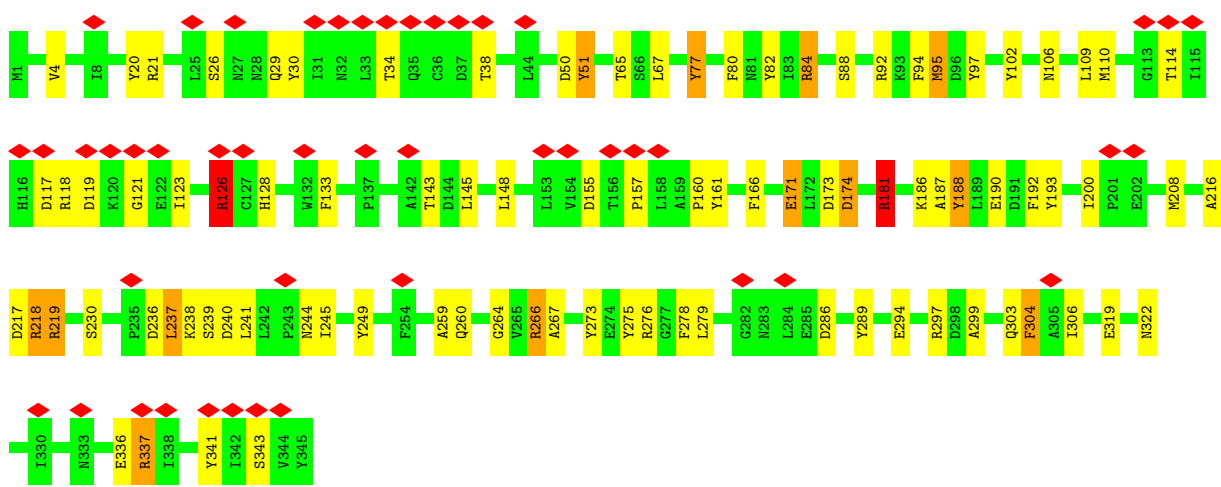 M1 V4 I8 Y20 R21 L25 S26 N27 N28 Q29 Y30 I31 N32 L33 T34 Q35 C36 D37 T38 L44 D50 Y51 T65 S66 L67 Y77 F80 N81 Y82 I83 R84 S88 R92 K93 F94 M95 D96 Y97 Y102 N106 L109 M110 G113 T114 I115
H116 D117 R118 D119 K120 G121 E122 I123 R126 C127 H128 W132 F133 P137 A142 T143 D144 L145 L148 L153 V154 D155 T156 P157 L158 A159 P160 Y161 F166 E171 L172 D173 D174 R181 K186 A187 Y188 L189 E190 D191 F192 Y193 I200 P201 E202 M208 A216
D217 R218 R219 S230 P235 D236 L237 K238 S239 D240 L241 L242 P243 N244 I245 Y249 F254 A259 Q260 G264 V265 R266 A267 Y273 E274 Y275 R276 G277 F278 L279 G282 N283 L284 E285 D286 Y289 E294 R297 D298 A299 Q303 F304 A305 I306 E319 N322
I330 N333 E336 R337 I338 Y341 I342 S343 V344 Y345